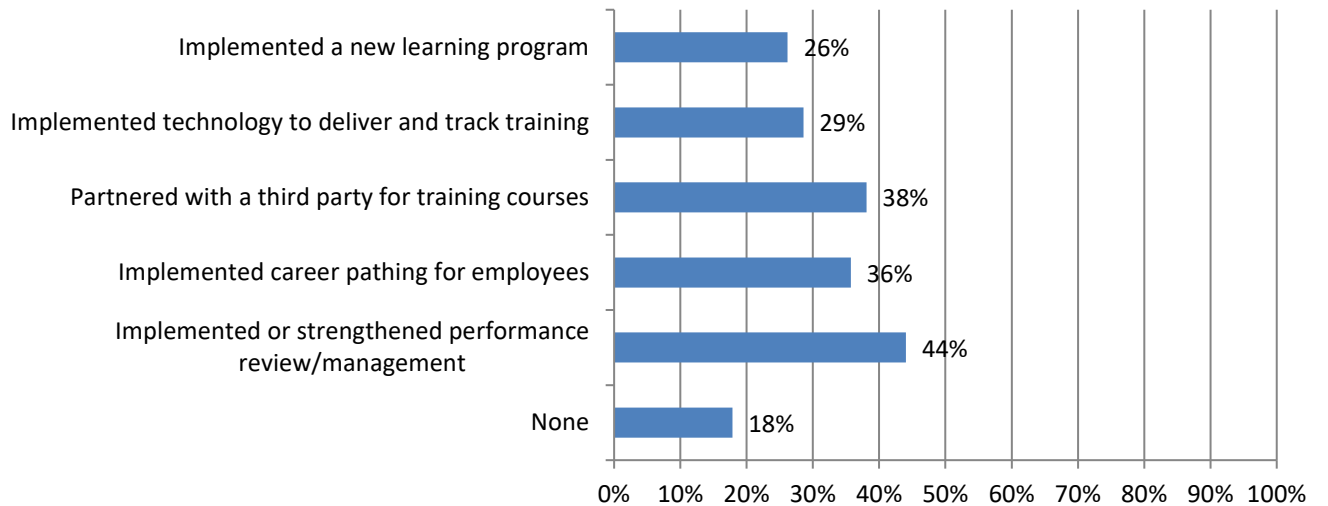 Implemented a new learning program
26%
Implemented technology to deliver and track training
29%
Partnered with a third party for training courses
38%
Implemented career pathing for employees
36%
Implemented or strengthened performance
review/management
44%
None
18%
0% 10% 20% 30% 40% 50% 60% 70% 80% 90% 100%